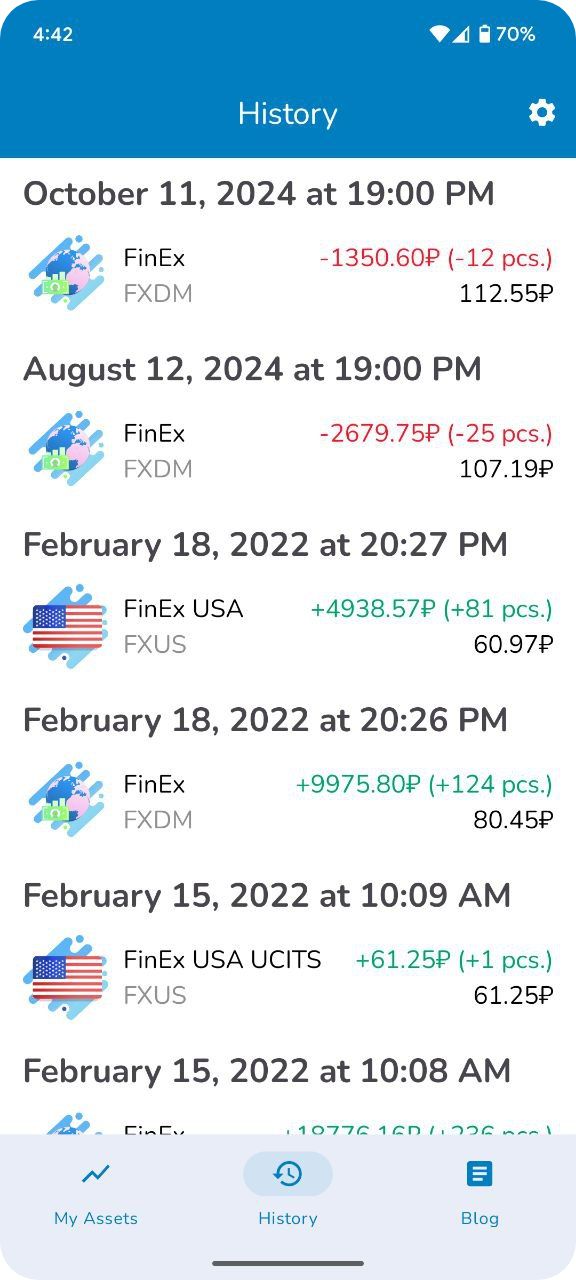 4:42
70%
History
October 11, 2024 at 19:00 PM
FinEx -1350.60₽ (-12 pcs.)
FXDM 112.55₽
August 12, 2024 at 19:00 PM
FinEx -2679.75₽ (-25 pcs.)
FXDM 107.19₽
February 18, 2022 at 20:27 PM
FinEx USA +4938.57₽ (+81 pcs.)
FXUS 60.97₽
February 18, 2022 at 20:26 PM
FinEx +9975.80₽ (+124 pcs.)
FXDM 80.45₽
February 15, 2022 at 10:09 AM
FinEx USA UCITS +61.25₽ (+1 pcs.)
FXUS 61.25₽
February 15, 2022 at 10:08 AM
FinEx
My Assets History Blog